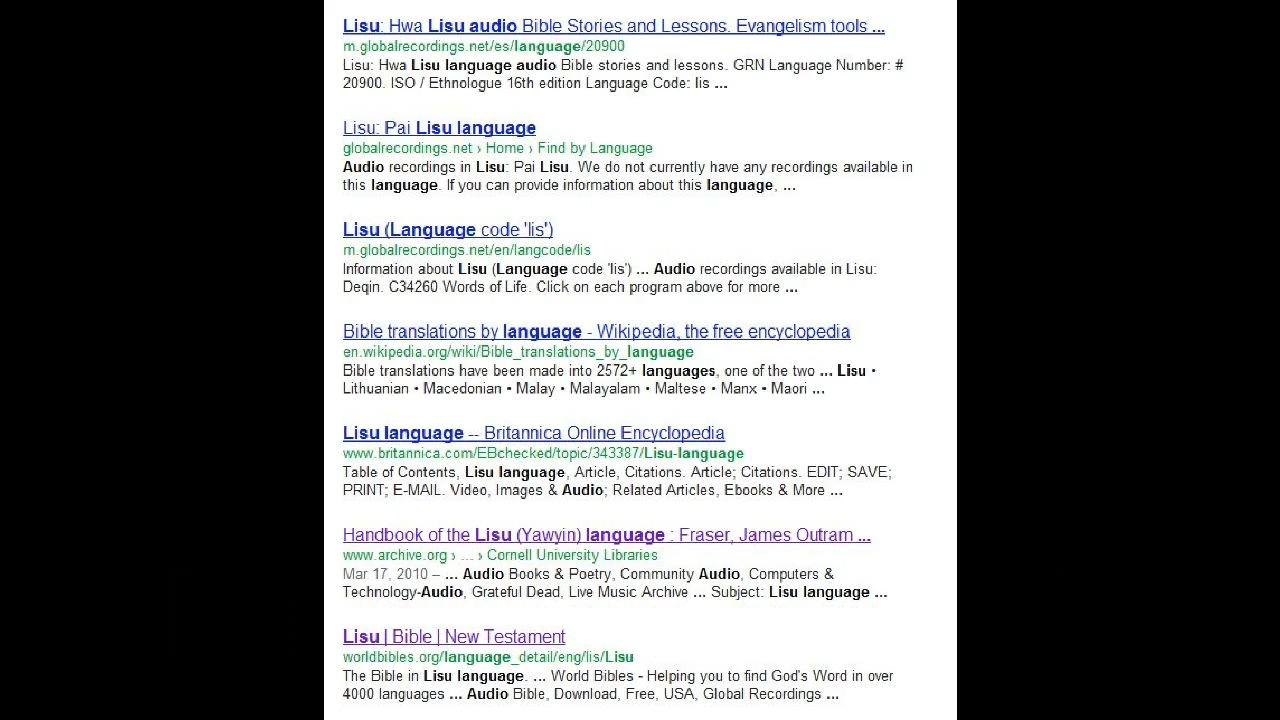 Lisu: Hwa Lisu audio Bible Stories and Lessons. Evangelism tools ...
m.globalrecordings.net/es/language/20900
Lisu: Hwa Lisu language audio Bible stories and lessons. GRN Language Number: #
20900. ISO / Ethnologue 16th edition Language Code: lis ...
Lisu: Pai Lisu language
globalrecordings.net › Home › Find by Language
Audio recordings in Lisu: Pai Lisu. We do not currently have any recordings available in
this language. If you can provide information about this language, ...
Lisu (Language code 'lis')
m.globalrecordings.net/en/langcode/lis
Information about Lisu (Language code 'lis') ... Audio recordings available in Lisu:
Deqin. C34260 Words of Life. Click on each program above for more ...
Bible translations by language - Wikipedia, the free encyclopedia
en.wikipedia.org/wiki/Bible_translations_by_language
Bible translations have been made into 2572+ languages, one of the two ... Lisu •
Lithuanian • Macedonian • Malay • Malayalam • Maltese • Manx • Maori ...
Lisu language -- Britannica Online Encyclopedia
www.britannica.com/EBchecked/topic/343387/Lisu-language
Table of Contents, Lisu language, Article, Citations. Article; Citations. EDIT; SAVE;
PRINT; E-MAIL. Video, Images & Audio; Related Articles, Ebooks & More ...
Handbook of the Lisu (Yawyin) language : Fraser, James Outram ...
www.archive.org › ... › Cornell University Libraries
Mar 17, 2010 – ... Audio Books & Poetry, Community Audio, Computers &
Technology-Audio, Grateful Dead, Live Music Archive ... Subject: Lisu language ...
Lisu | Bible | New Testament
worldbibles.org/language_detail/eng/lis/Lisu
The Bible in Lisu language. ... World Bibles - Helping you to find God's Word in over
4000 languages ... Audio Bible, Download, Free, USA, Global Recordings ...